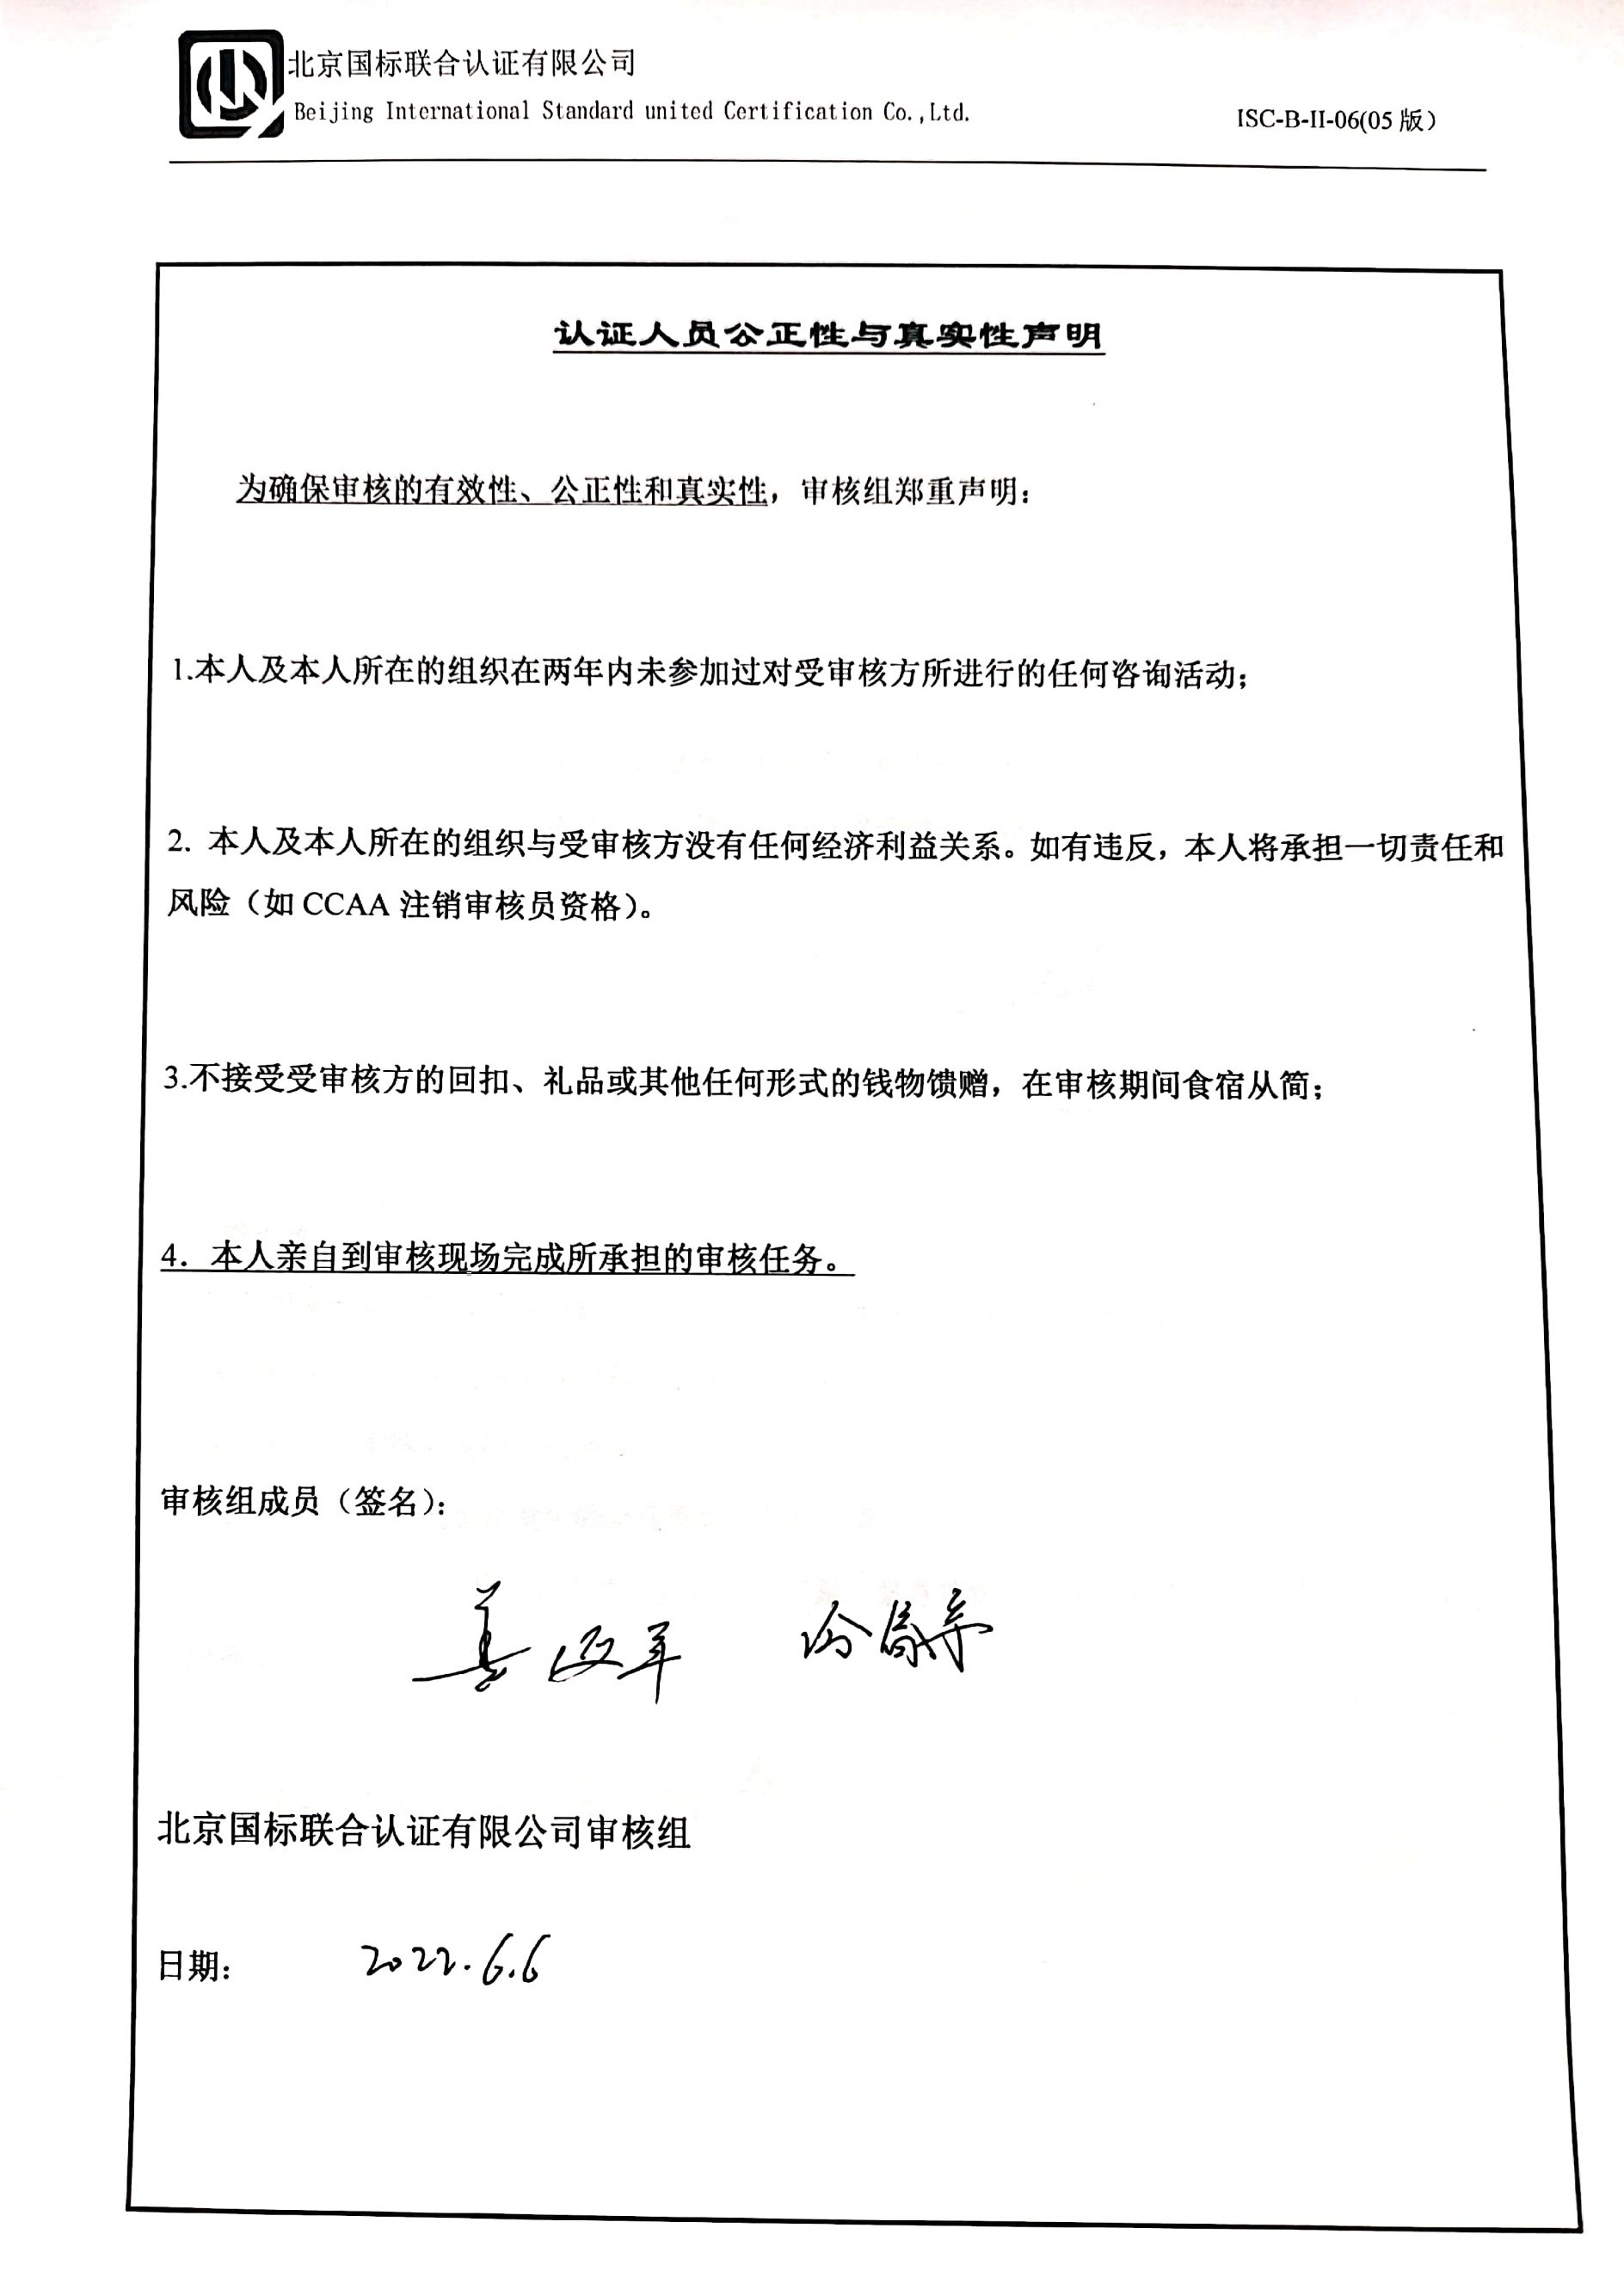 北京国标联合认证有限公司
Beijing International Standard united Certification Co.,Ltd.
ISC-B-II-06(05版）
认证人员公正性与真实性声明
为确保审核的有效性、公正性和真实性，审核组郑重声明：
1.本人及本人所在的组织在两年内未参加过对受审核方所进行的任何咨询活动；
2. 本人及本人所在的组织与受审核方没有任何经济利益关系。如有违反，本人将承担一切责任和
风险（如 CCAA 注销审核员资格）。
3.不接受受审核方的回扣、礼品或其他任何形式的钱物馈赠，在审核期间食宿从简；
4. 本人亲自到审核现场完成所承担的审核任务。
审核组成员（签名）：
北京国标联合认证有限公司审核组
日期： 2022.6.6